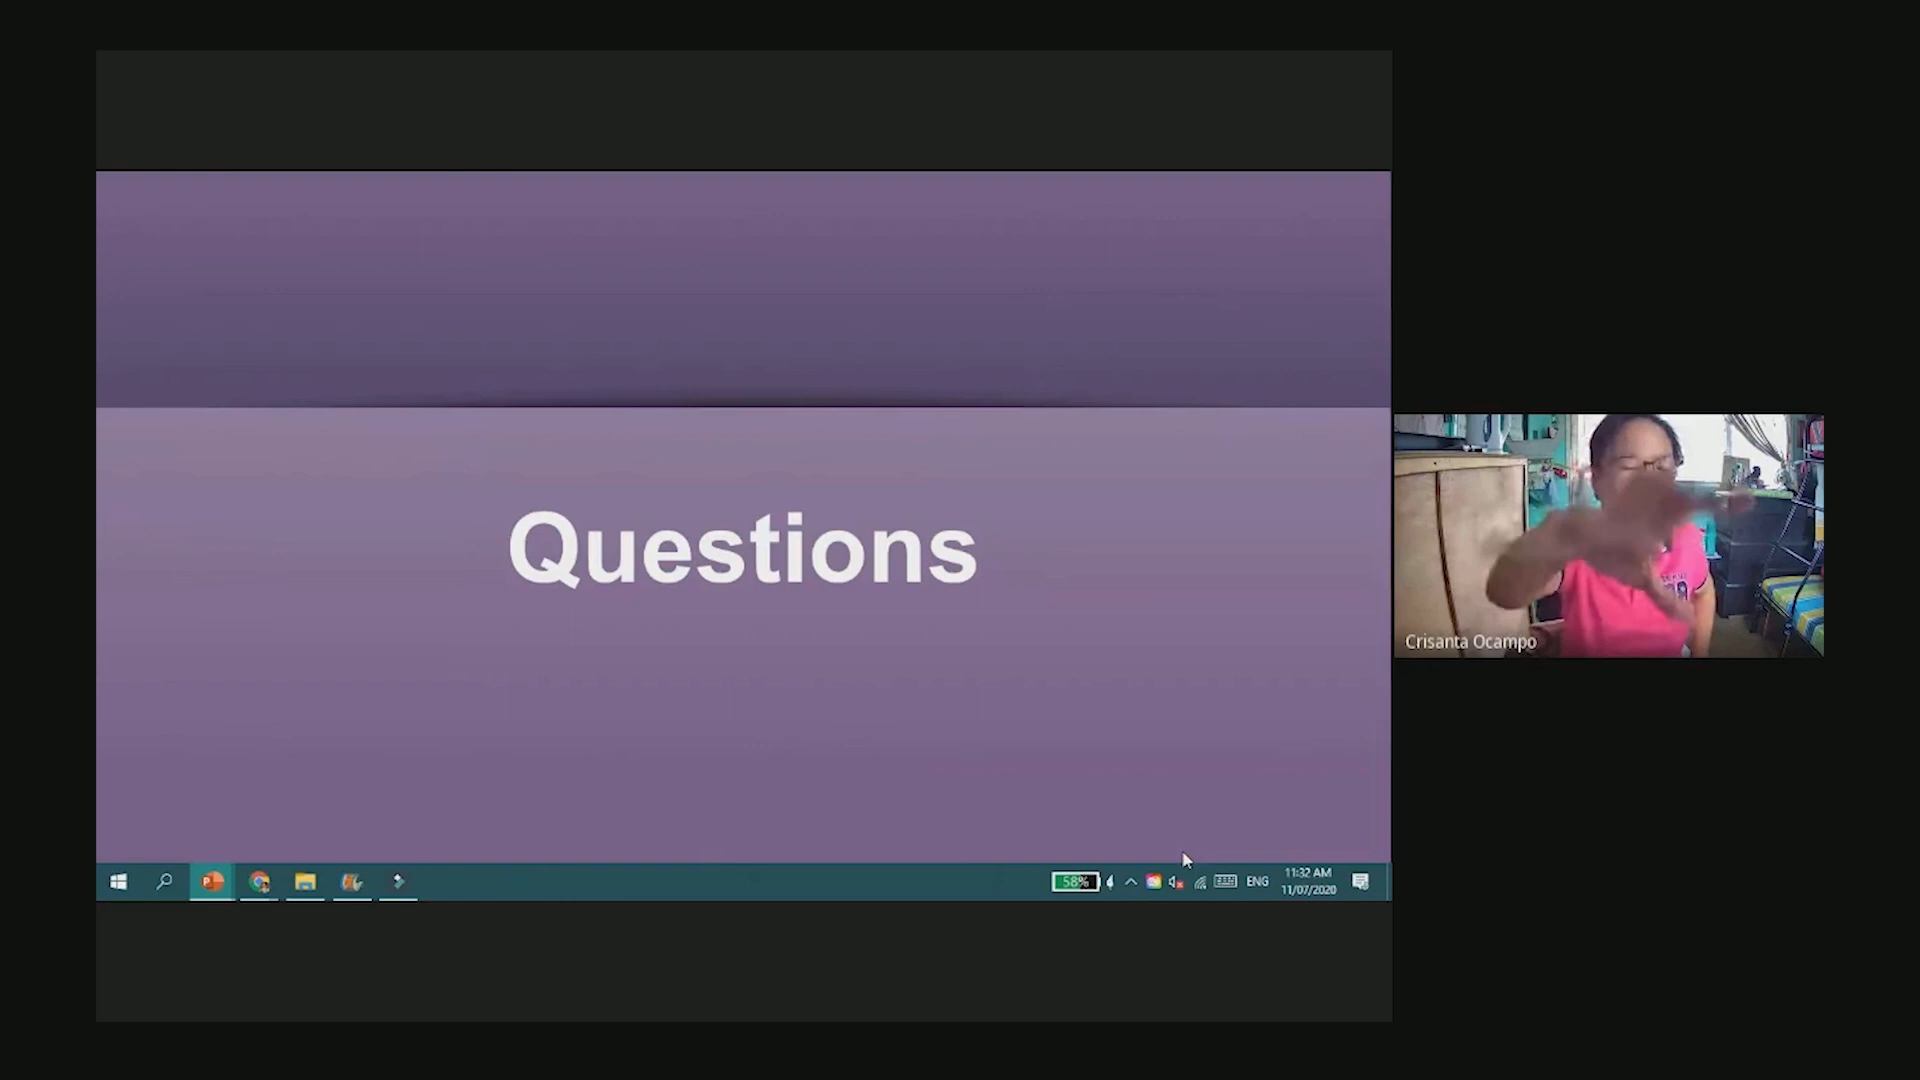 Questions
Crisanta Ocampo
58%
ENG
11:32 AM
11/07/2020